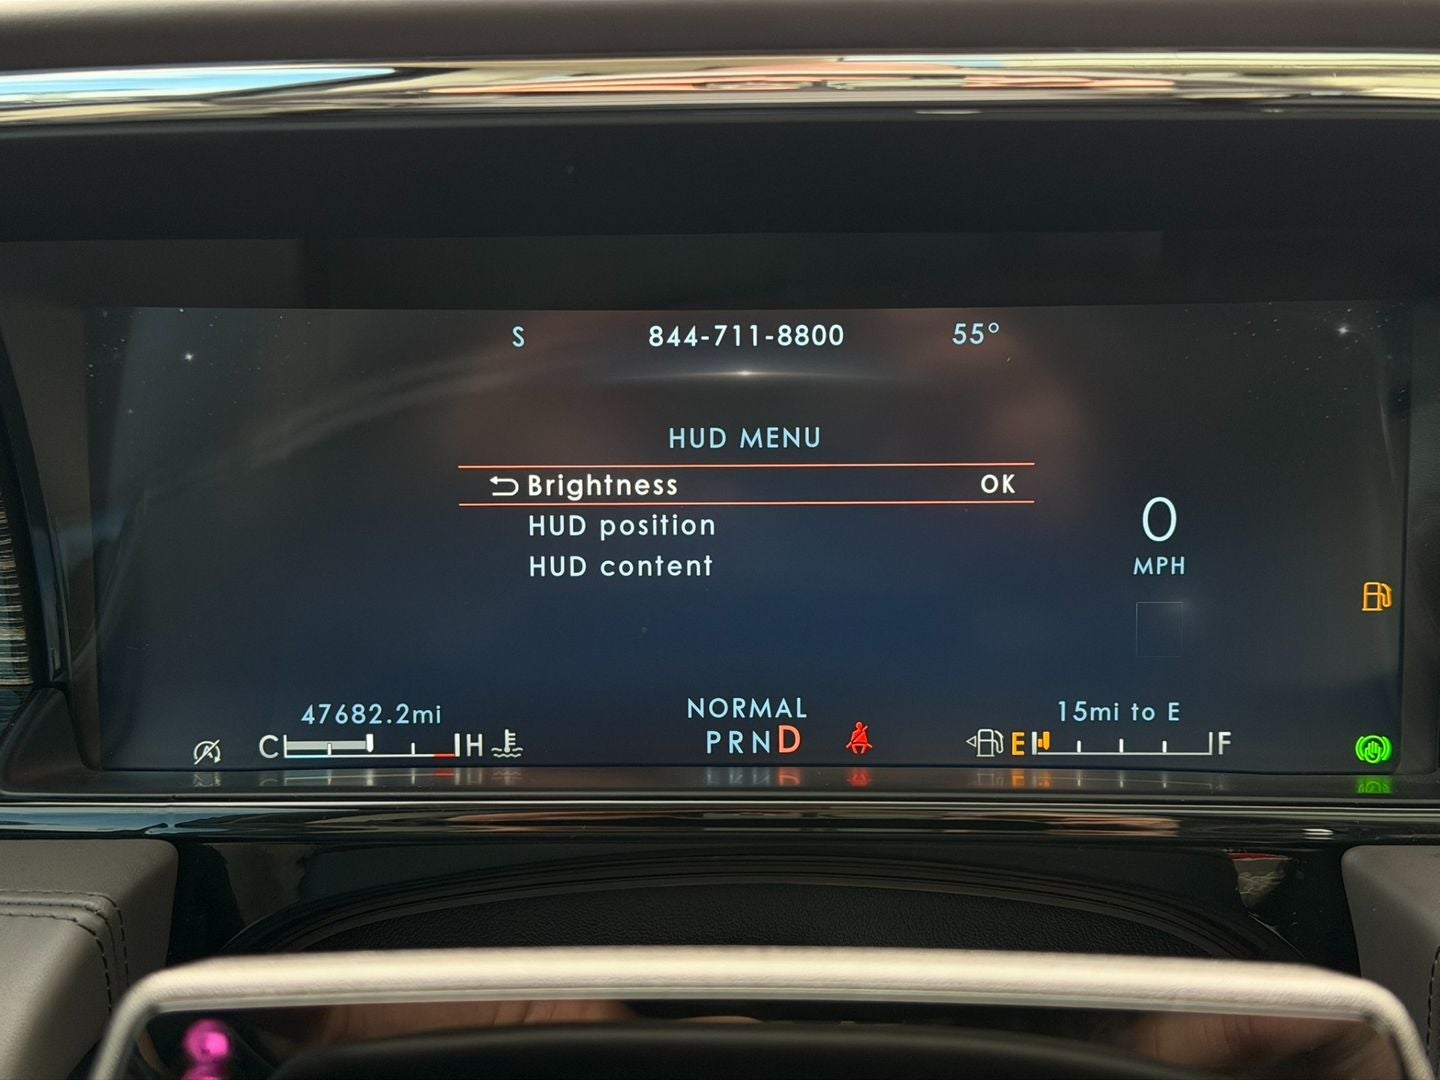 S 844-711-8800 55°
HUD MENU
Brightness OK
HUD position
HUD content
0
MPH
47682.2mi NORMAL 15mi to E
C H PRND E F